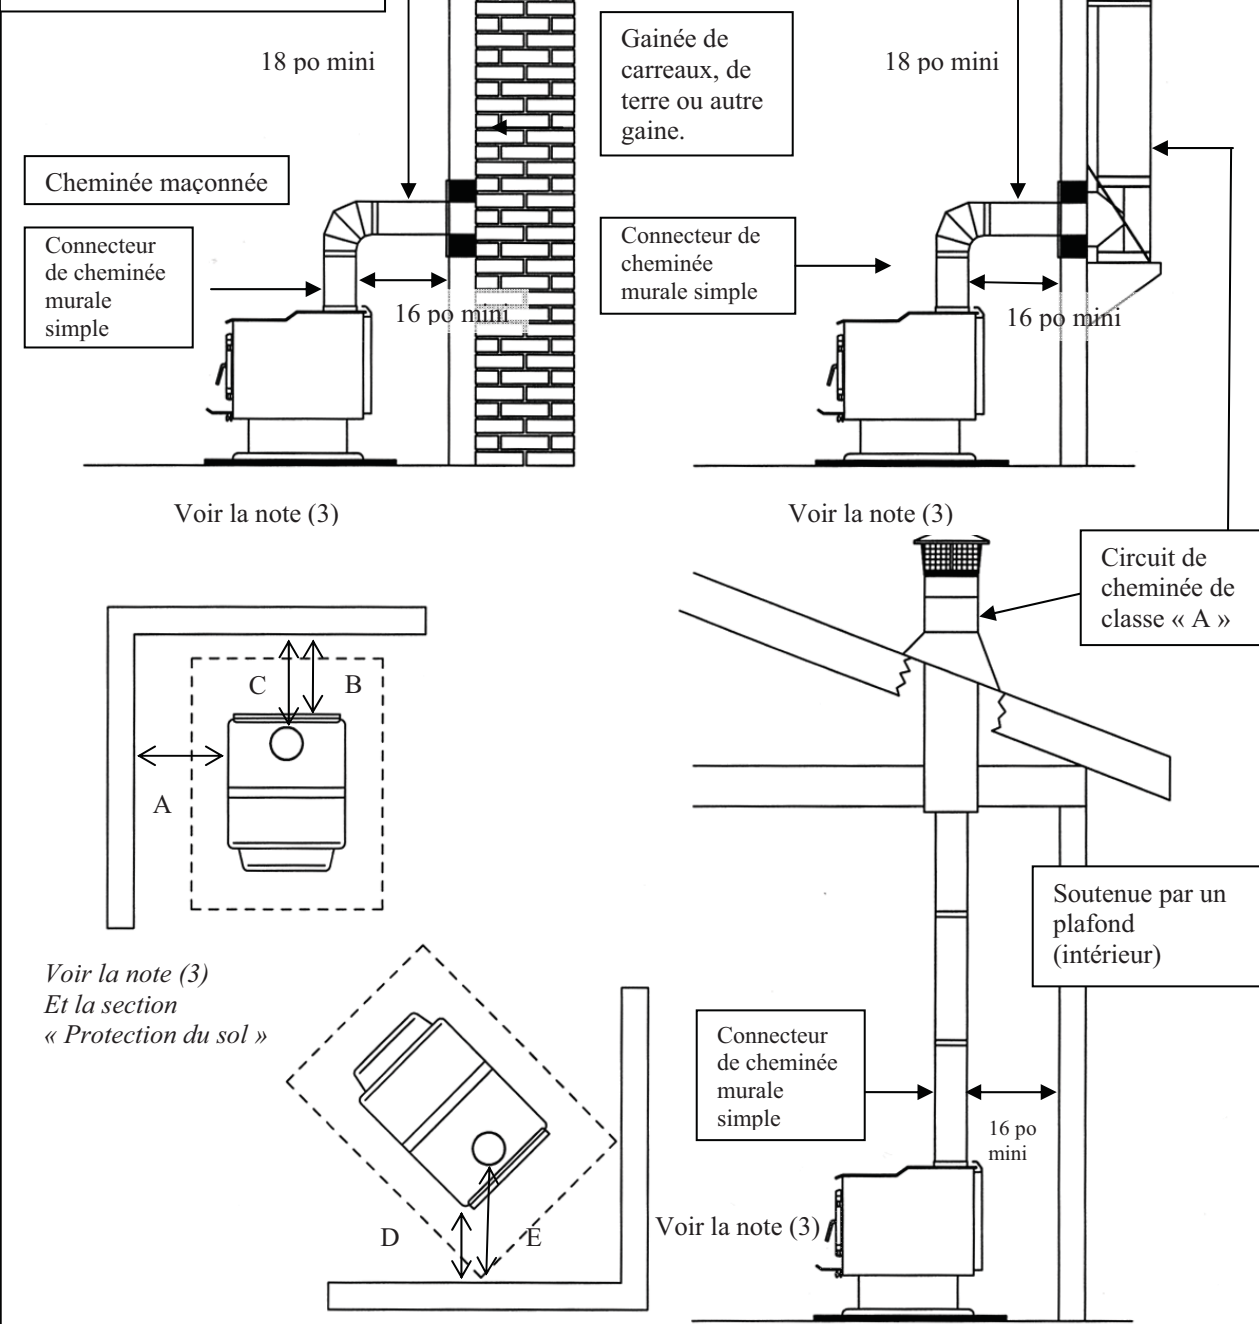 18 po mini
Gainée de
carreaux, de
terre ou autre
gaine.
18 po mini
Cheminée maçonnée
Connecteur
de cheminée
murale
simple
16 po mini
Connecteur de
cheminée
murale simple
16 po mini
Voir la note (3)
Voir la note (3)
Circuit de
cheminée de
classe « A »
C
B
A
Voir la note (3)
Et la section
« Protection du sol »
D
E
Soutenue par un
plafond
(intérieur)
Connecteur
de cheminée
murale
simple
16 po
mini
Voir la note (3)